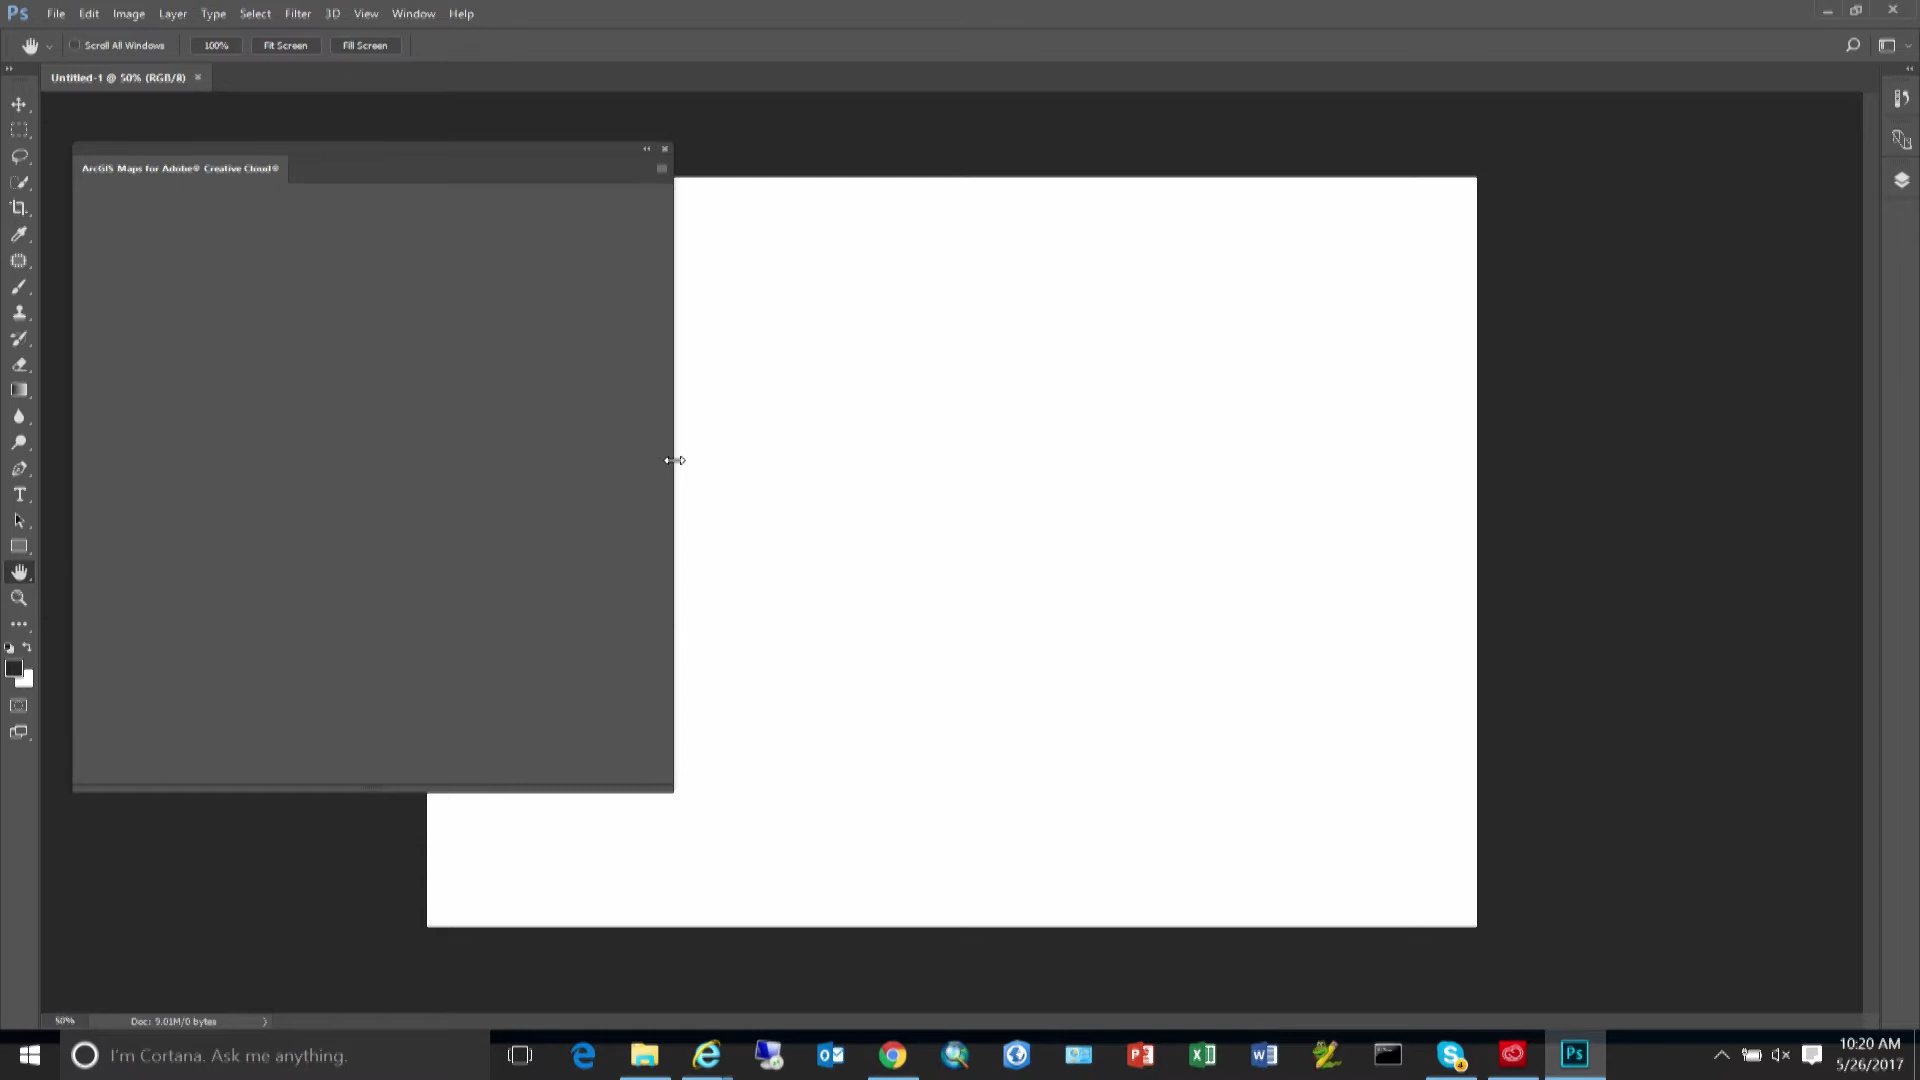 Ps File Edit Image Layer Type Select Filter 3D View Window Help
Scroll All Windows 100% Fit Screen Fill Screen
Untitled-1 @ 50% (RGB/8)
ArcGIS Maps for Adobe® Creative Cloud®
50% Doc: 9.01M/0 bytes
I'm Cortana. Ask me anything.
10:20 AM
5/26/2017